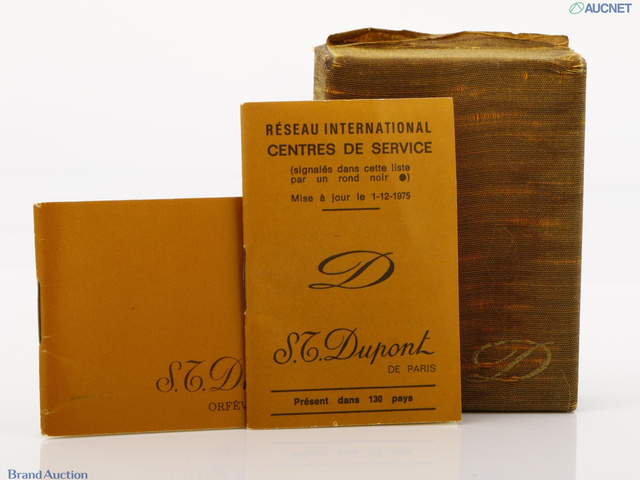 AUCNET
RÉSEAU INTERNATIONAL
CENTRES DE SERVICE
(signalés dans cette liste
par un rond noir ●)
Mise à jour le 1-12-1975
D
S.T. Dupont
DE PARIS
Présent dans 130 pays
S.T. D
ORFÈV
D
BrandAuction